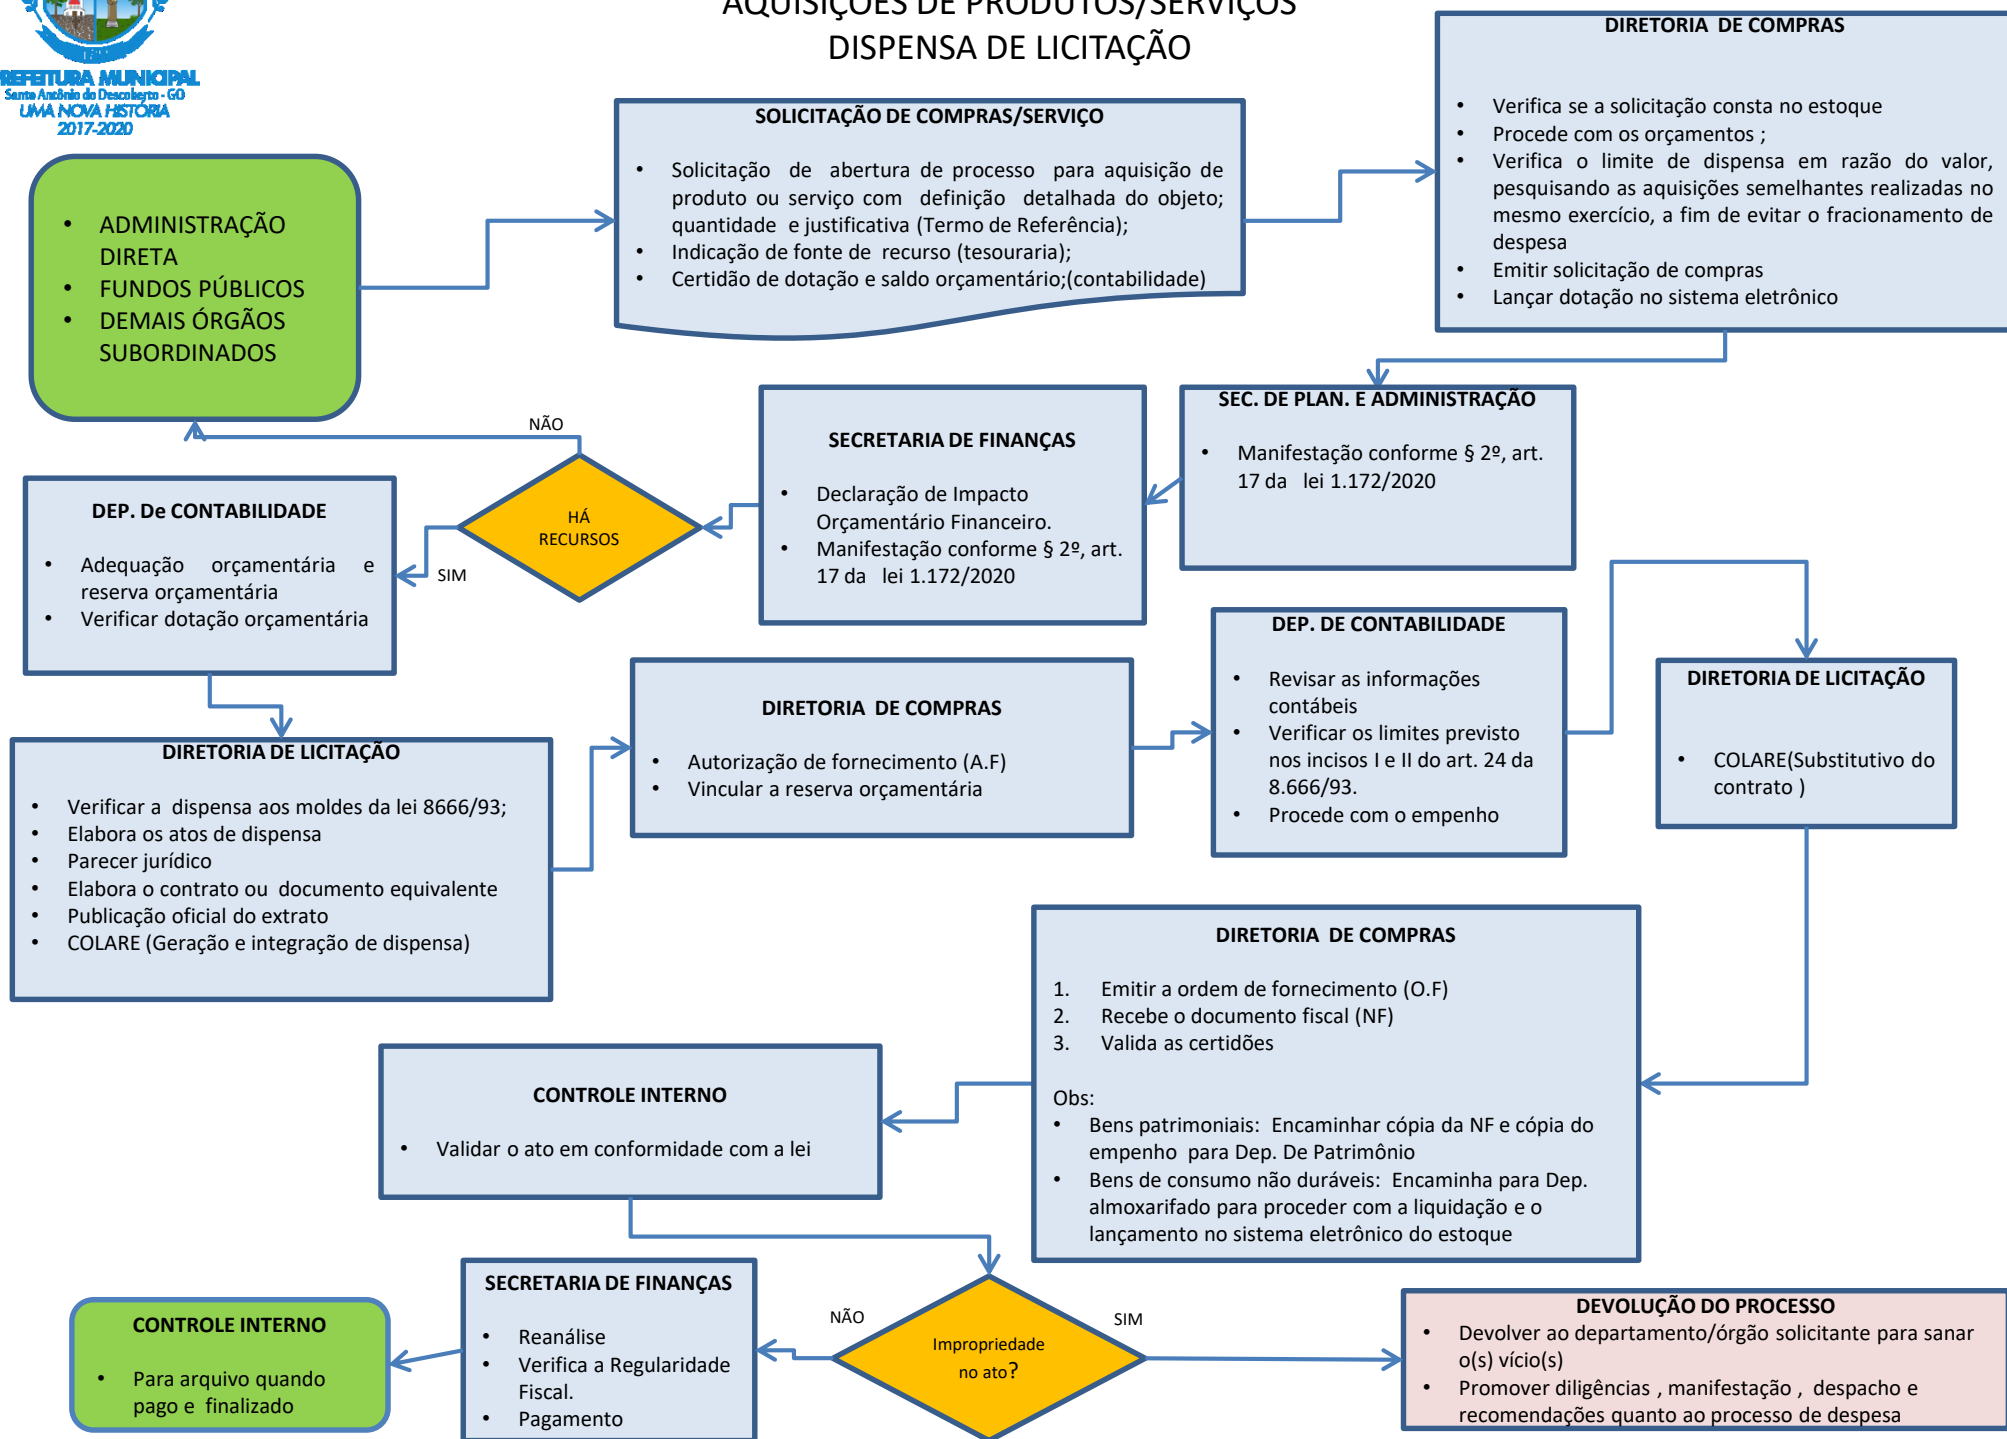 AQUISIÇÕES DE PRODUTOS/SERVIÇOS
DISPENSA DE LICITAÇÃO
PREFEITURA MUNICIPAL
Santo Antônio do Descoberto - GO
UMA NOVA HISTÓRIA
2017-2020
• ADMINISTRAÇÃO
DIRETA
• FUNDOS PÚBLICOS
• DEMAIS ÓRGÃOS
SUBORDINADOS
SOLICITAÇÃO DE COMPRAS/SERVIÇO
• Solicitação de abertura de processo para aquisição de
produto ou serviço com definição detalhada do objeto;
quantidade e justificativa (Termo de Referência);
• Indicação de fonte de recurso (tesouraria);
• Certidão de dotação e saldo orçamentário;(contabilidade)
DIRETORIA DE COMPRAS
• Verifica se a solicitação consta no estoque
• Procede com os orçamentos ;
• Verifica o limite de dispensa em razão do valor,
pesquisando as aquisições semelhantes realizadas no
mesmo exercício, a fim de evitar o fracionamento de
despesa
• Emitir solicitação de compras
• Lançar dotação no sistema eletrônico
SEC. DE PLAN. E ADMINISTRAÇÃO
• Manifestação conforme § 2º, art.
17 da lei 1.172/2020
SECRETARIA DE FINANÇAS
• Declaração de Impacto
Orçamentário Financeiro.
• Manifestação conforme § 2º, art.
17 da lei 1.172/2020
HÁ
RECURSOS
NÃO
SIM
DEP. De CONTABILIDADE
• Adequação orçamentária e
reserva orçamentária
• Verificar dotação orçamentária
DIRETORIA DE LICITAÇÃO
• Verificar a dispensa aos moldes da lei 8666/93;
• Elabora os atos de dispensa
• Parecer jurídico
• Elabora o contrato ou documento equivalente
• Publicação oficial do extrato
• COLARE (Geração e integração de dispensa)
DIRETORIA DE COMPRAS
• Autorização de fornecimento (A.F)
• Vincular a reserva orçamentária
DEP. DE CONTABILIDADE
• Revisar as informações
contábeis
• Verificar os limites previsto
nos incisos I e II do art. 24 da
8.666/93.
• Procede com o empenho
DIRETORIA DE LICITAÇÃO
• COLARE(Substitutivo do
contrato )
DIRETORIA DE COMPRAS
1. Emitir a ordem de fornecimento (O.F)
2. Recebe o documento fiscal (NF)
3. Valida as certidões
Obs:
• Bens patrimoniais: Encaminhar cópia da NF e cópia do
empenho para Dep. De Patrimônio
• Bens de consumo não duráveis: Encaminha para Dep.
almoxarifado para proceder com a liquidação e o
lançamento no sistema eletrônico do estoque
CONTROLE INTERNO
• Validar o ato em conformidade com a lei
Impropriedade
no ato?
NÃO
SIM
DEVOLUÇÃO DO PROCESSO
• Devolver ao departamento/órgão solicitante para sanar
o(s) vício(s)
• Promover diligências , manifestação , despacho e
recomendações quanto ao processo de despesa
SECRETARIA DE FINANÇAS
• Reanálise
• Verifica a Regularidade
Fiscal.
• Pagamento
CONTROLE INTERNO
• Para arquivo quando
pago e finalizado